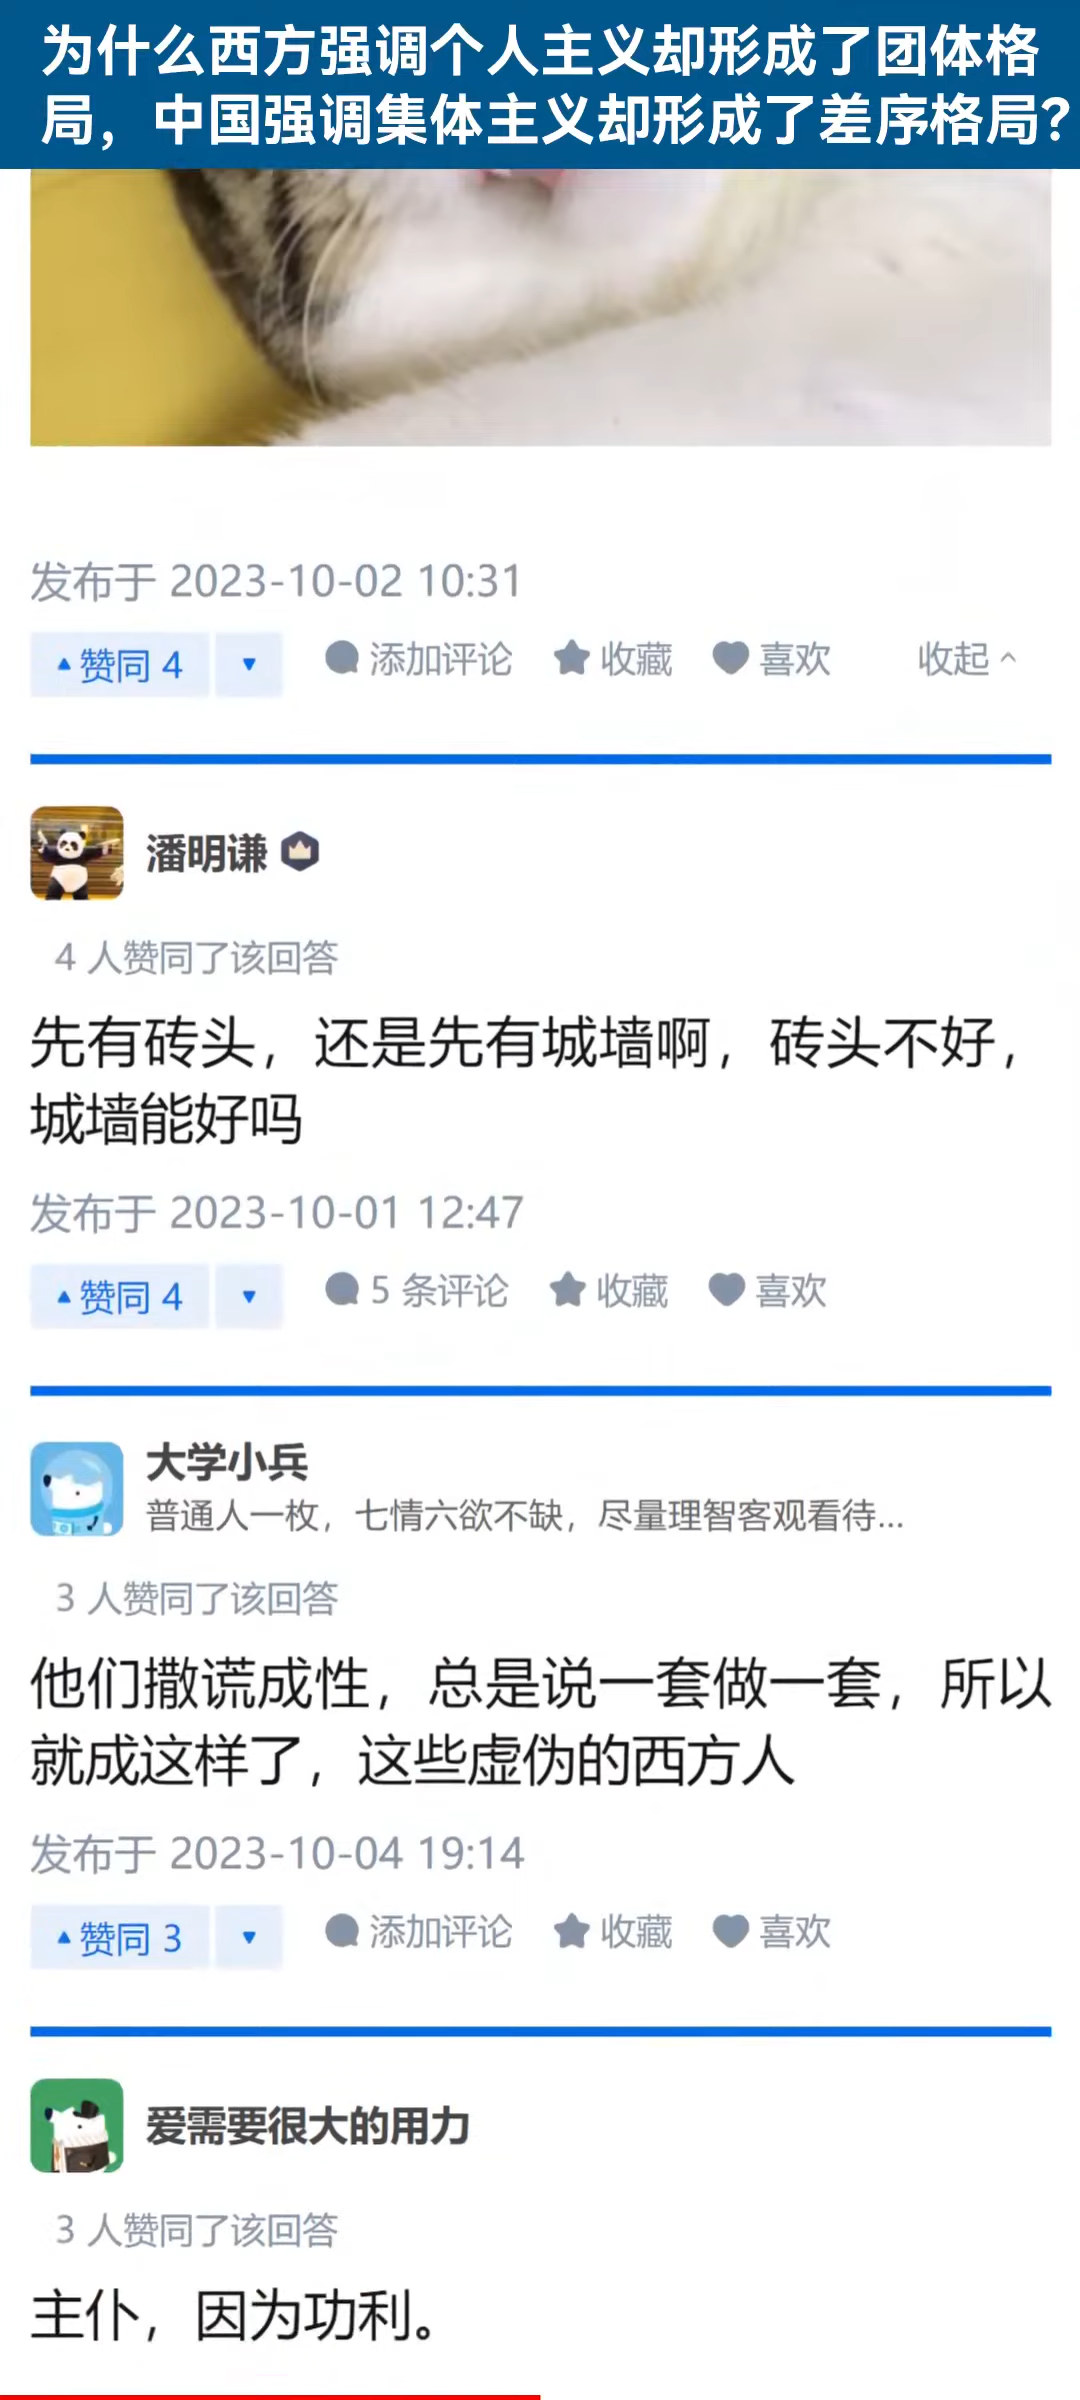 为什么西方强调个人主义却形成了团体格
局，中国强调集体主义却形成了差序格局？
发布于 2023-10-02 10:31
赞同 4 添加评论 收藏 喜欢 收起
潘明谦
4 人赞同了该回答
先有砖头，还是先有城墙啊，砖头不好，
城墙能好吗
发布于 2023-10-01 12:47
赞同 4 5 条评论 收藏 喜欢
大学小兵
普通人一枚，七情六欲不缺，尽量理智客观看待...
3 人赞同了该回答
他们撒谎成性，总是说一套做一套，所以
就成这样了，这些虚伪的西方人
发布于 2023-10-04 19:14
赞同 3 添加评论 收藏 喜欢
爱需要很大的用力
3 人赞同了该回答
主仆，因为功利。